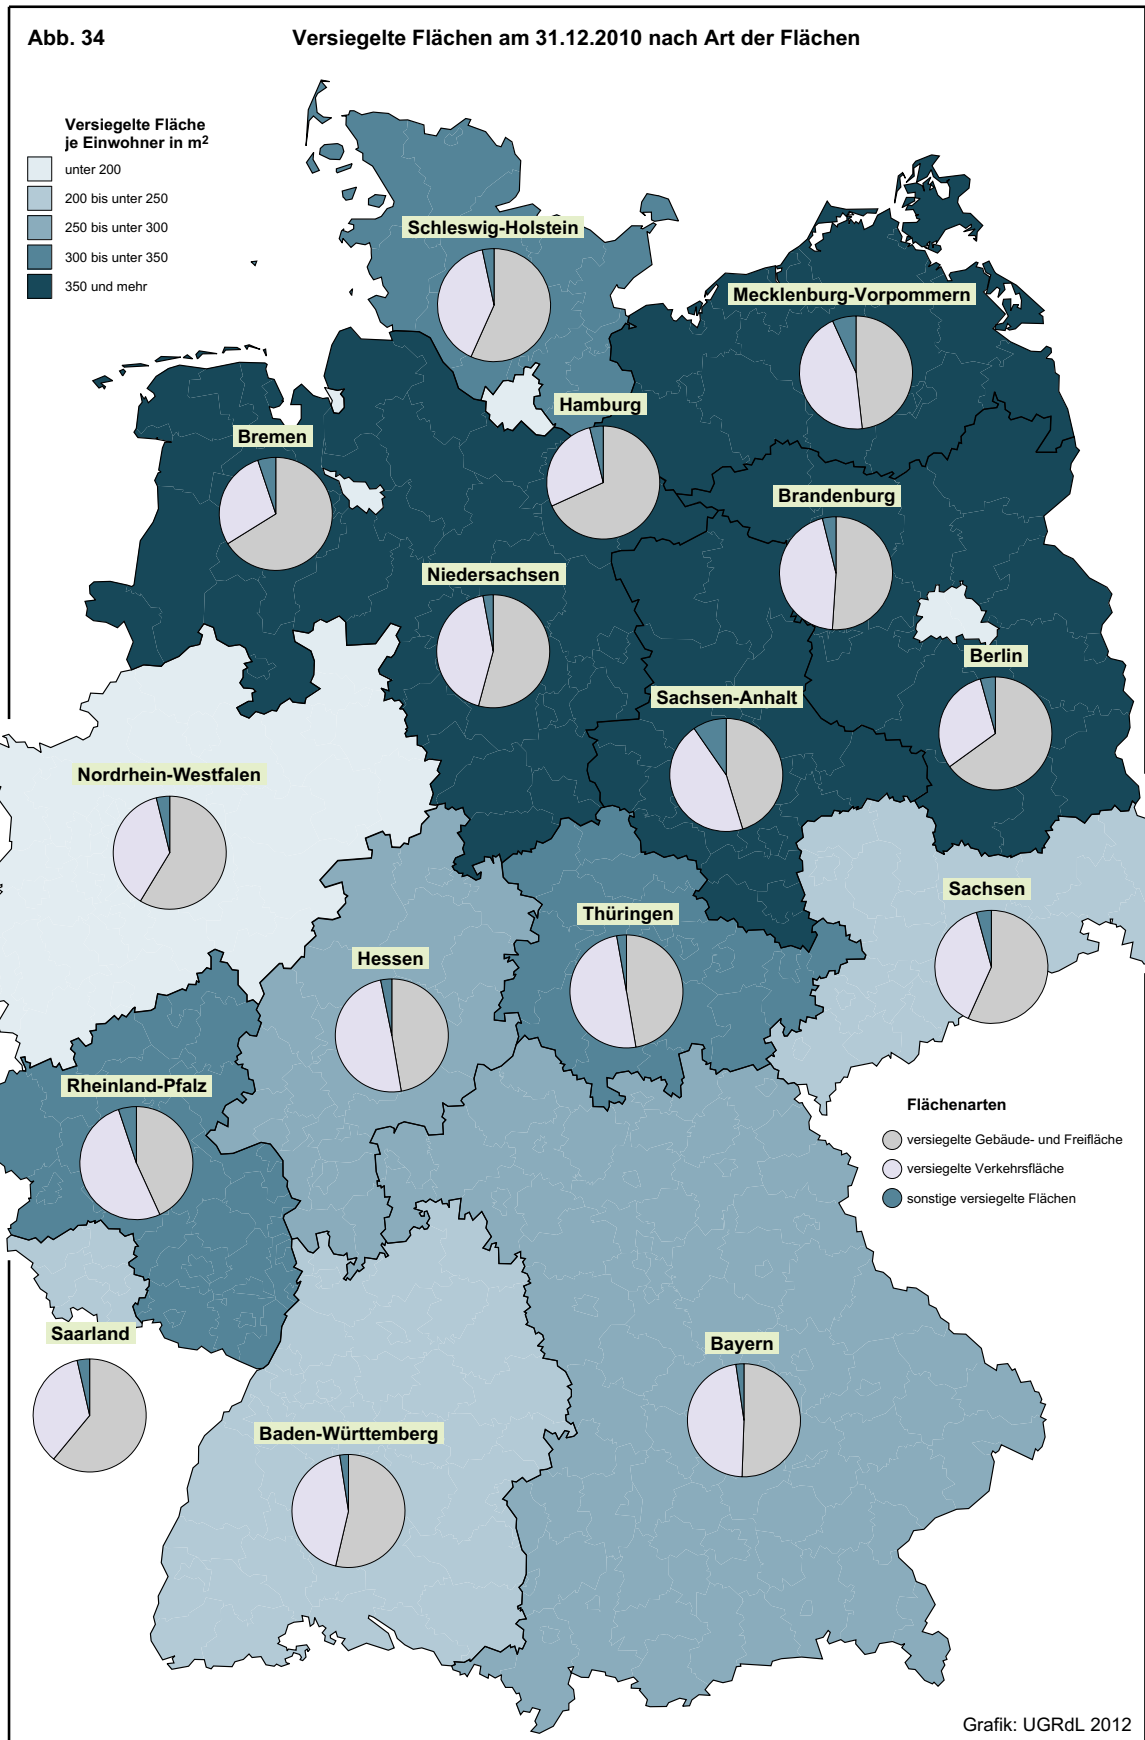 Abb. 34
Versiegelte Flächen am 31.12.2010 nach Art der Flächen
Versiegelte Fläche
je Einwohner in m²
unter 200
200 bis unter 250
250 bis unter 300
300 bis unter 350
350 und mehr
Schleswig-Holstein
Mecklenburg-Vorpommern
Hamburg
Bremen
Brandenburg
Niedersachsen
Berlin
Sachsen-Anhalt
Nordrhein-Westfalen
Sachsen
Thüringen
Hessen
Rheinland-Pfalz
Flächenarten
versiegelte Gebäude- und Freifläche
versiegelte Verkehrsfläche
sonstige versiegelte Flächen
Saarland
Bayern
Baden-Württemberg
Grafik: UGRdL 2012